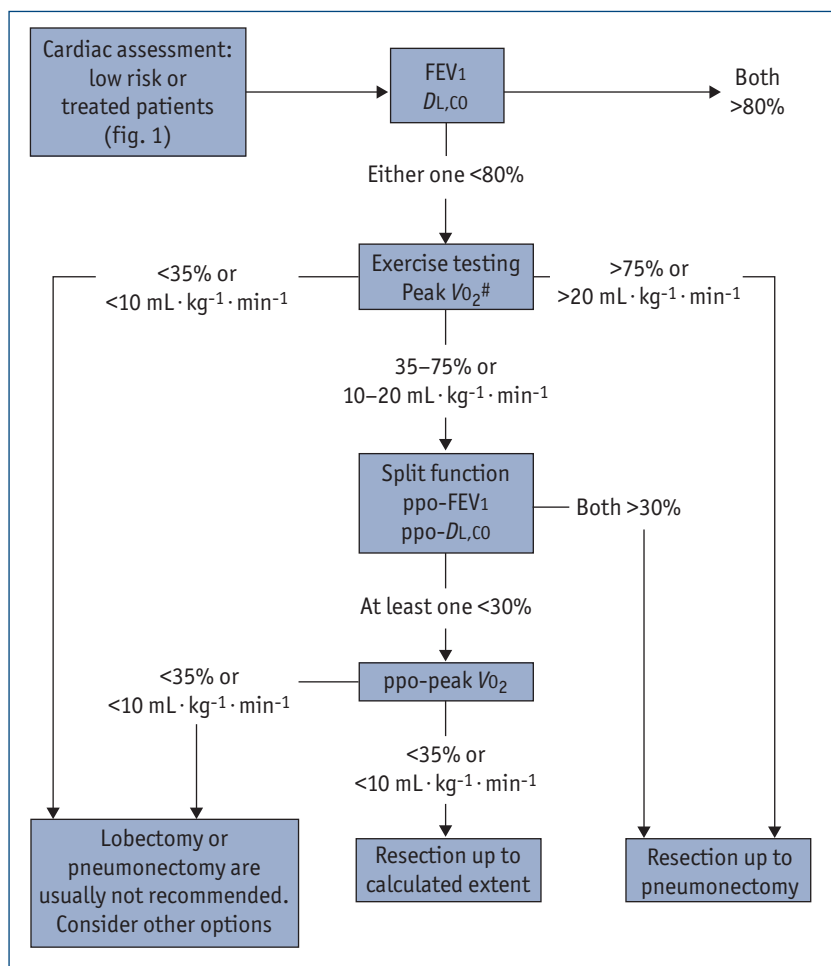 Cardiac assessment:
low risk or
treated patients
(fig. 1)
FEV1
DL,CO
Both
>80%
Either one <80%
<35% or
<10 mL·kg-1·min-1
Exercise testing
Peak VO2#
>75% or
>20 mL·kg-1·min-1
35–75% or
10–20 mL·kg-1·min-1
Split function
ppo-FEV1
ppo-DL,CO
Both >30%
At least one <30%
<35% or
<10 mL·kg-1·min-1
ppo-peak VO2
<35% or
<10 mL·kg-1·min-1
Lobectomy or
pneumonectomy are
usually not recommended.
Consider other options
Resection up to
calculated extent
Resection up to
pneumonectomy